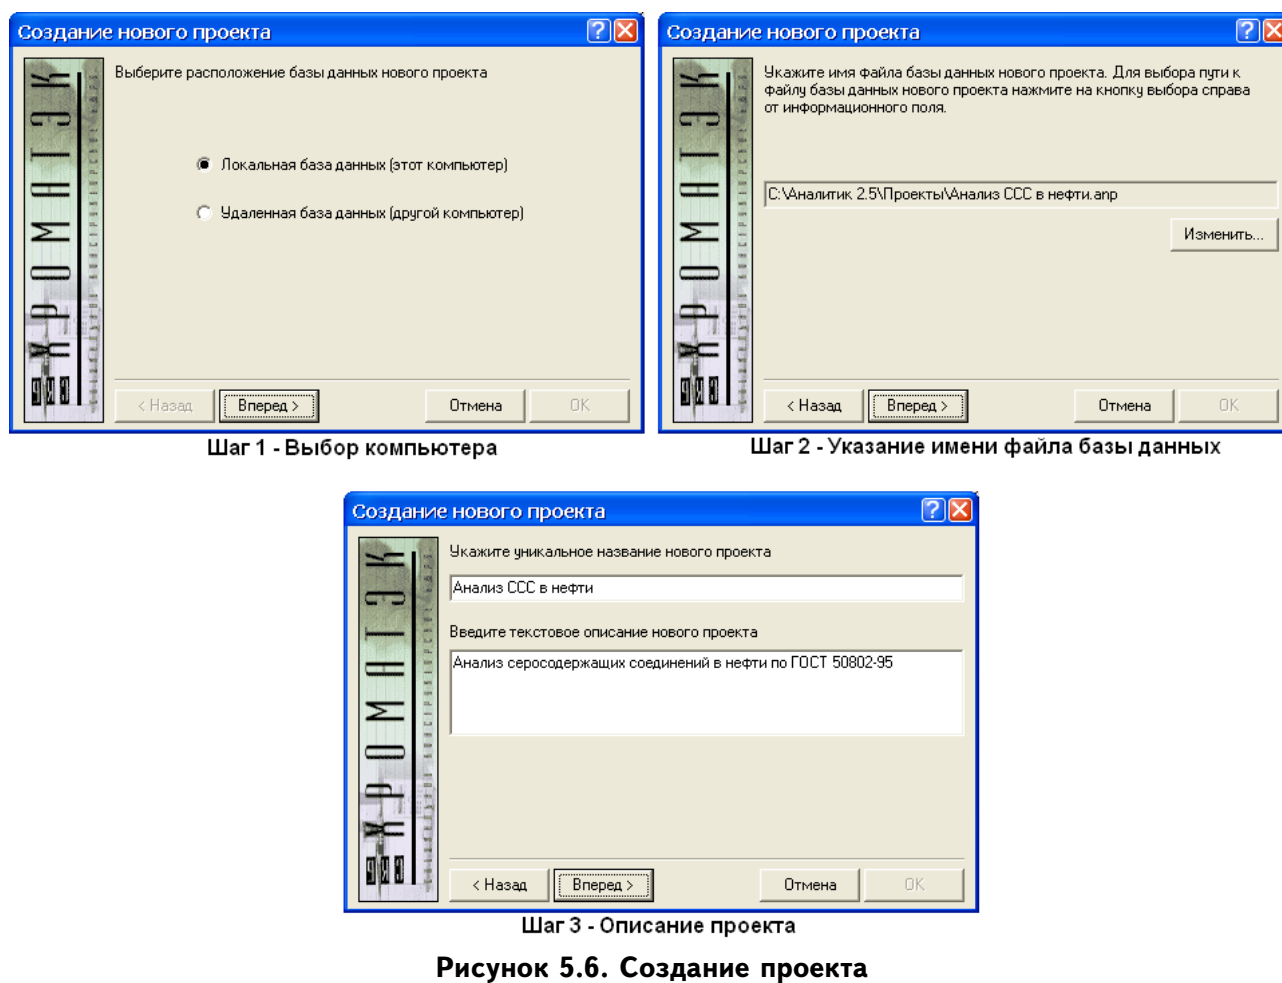 Создание нового проекта
Выберите расположение базы данных нового проекта
Локальная база данных (этот компьютер)
Удаленная база данных (другой компьютер)
< Назад
Вперед >
Отмена
OK
ХРОМАТЭК
Шаг 1 - Выбор компьютера
Создание нового проекта
Укажите имя файла базы данных нового проекта. Для выбора пути к
файлу базы данных нового проекта нажмите на кнопку выбора справа
от информационного поля.
C:\Аналитик 2.5\Проекты\Анализ ССС в нефти.anp
Изменить...
< Назад
Вперед >
Отмена
OK
ХРОМАТЭК
Шаг 2 - Указание имени файла базы данных
Создание нового проекта
Укажите уникальное название нового проекта
Анализ ССС в нефти
Введите текстовое описание нового проекта
Анализ серосодержащих соединений в нефти по ГОСТ 50802-95
< Назад
Вперед >
Отмена
OK
ХРОМАТЭК
Шаг 3 - Описание проекта
Рисунок 5.6. Создание проекта